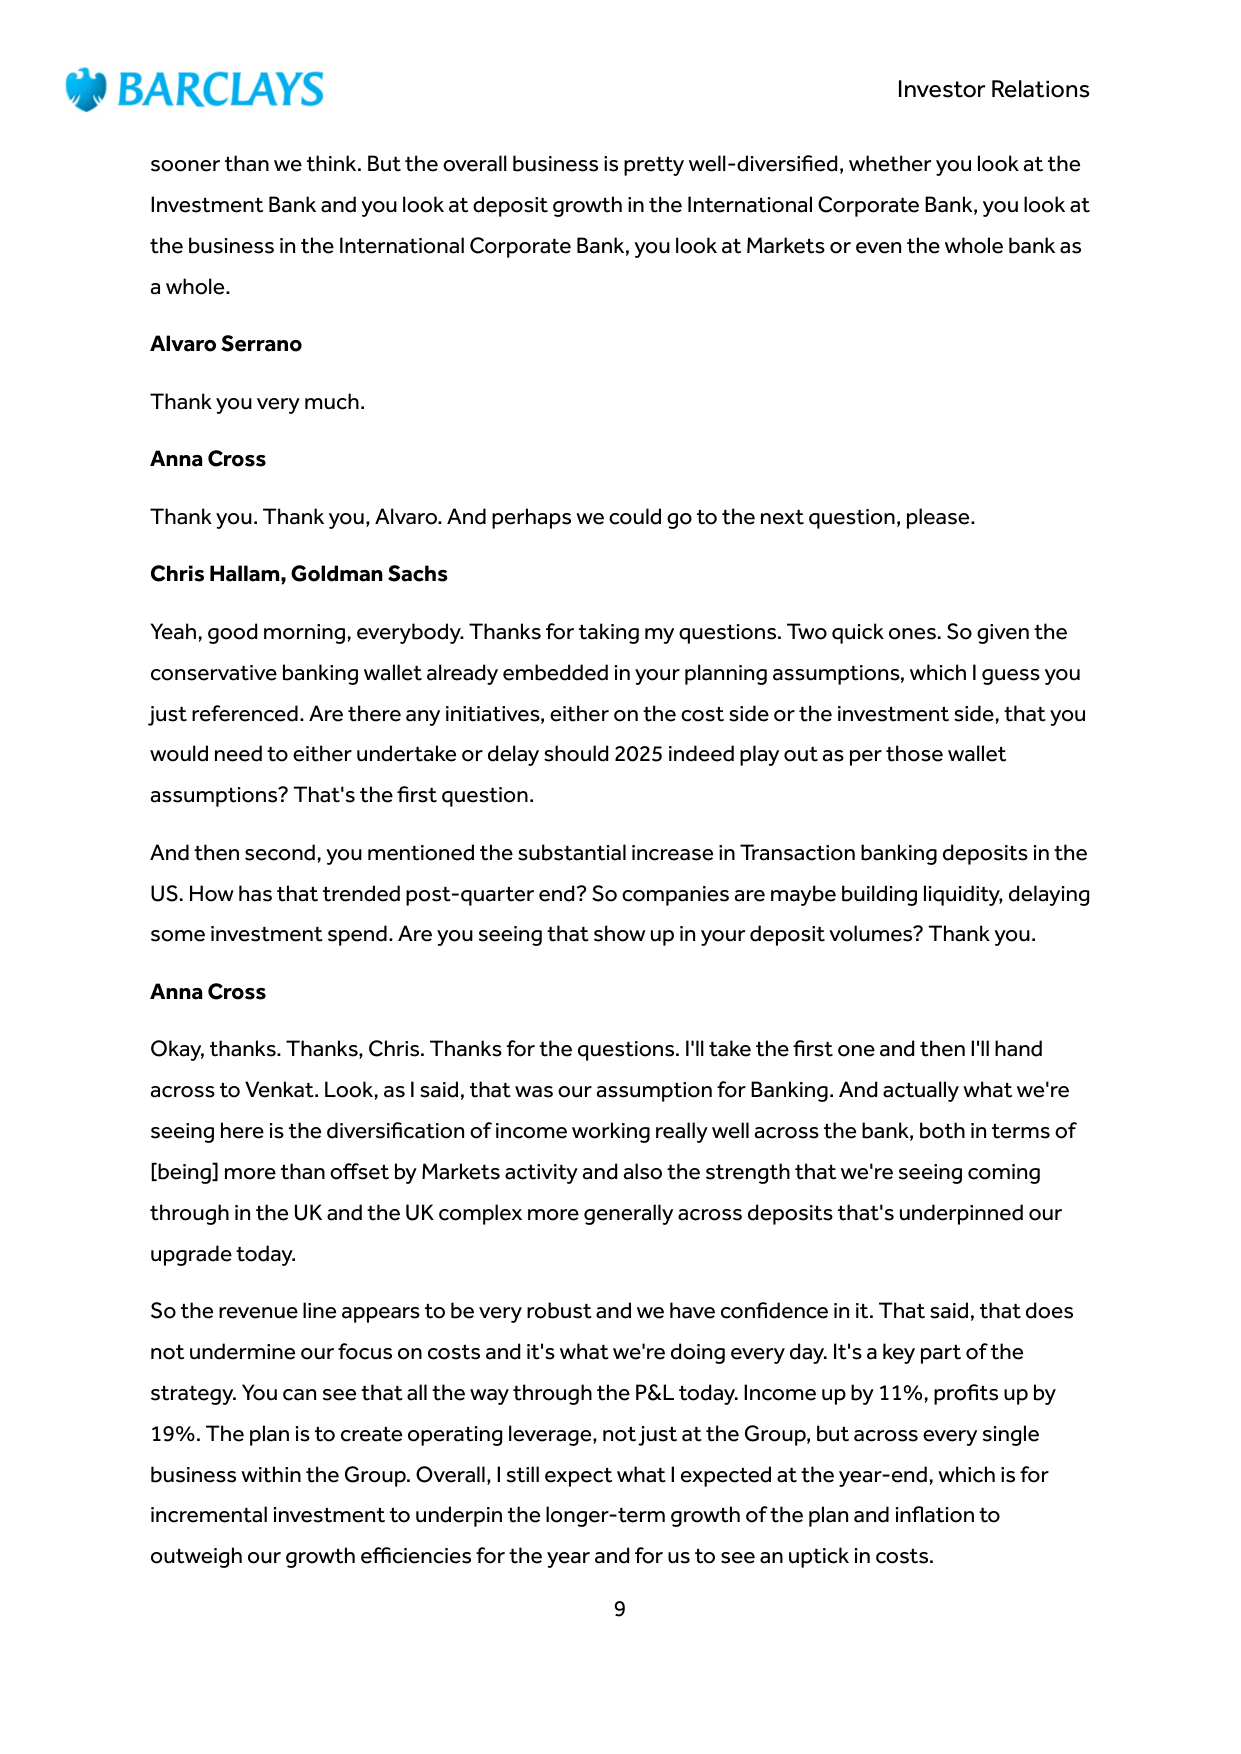 BARCLAYS
Investor Relations
sooner than we think. But the overall business is pretty well-diversified, whether you look at the
Investment Bank and you look at deposit growth in the International Corporate Bank, you look at
the business in the International Corporate Bank, you look at Markets or even the whole bank as
a whole.
Alvaro Serrano
Thank you very much.
Anna Cross
Thank you. Thank you, Alvaro. And perhaps we could go to the next question, please.
Chris Hallam, Goldman Sachs
Yeah, good morning, everybody. Thanks for taking my questions. Two quick ones. So given the
conservative banking wallet already embedded in your planning assumptions, which I guess you
just referenced. Are there any initiatives, either on the cost side or the investment side, that you
would need to either undertake or delay should 2025 indeed play out as per those wallet
assumptions? That's the first question.
And then second, you mentioned the substantial increase in Transaction banking deposits in the
US. How has that trended post-quarter end? So companies are maybe building liquidity, delaying
some investment spend. Are you seeing that show up in your deposit volumes? Thank you.
Anna Cross
Okay, thanks. Thanks, Chris. Thanks for the questions. I'll take the first one and then I'll hand
across to Venkat. Look, as I said, that was our assumption for Banking. And actually what we're
seeing here is the diversification of income working really well across the bank, both in terms of
[being] more than offset by Markets activity and also the strength that we're seeing coming
through in the UK and the UK complex more generally across deposits that's underpinned our
upgrade today.
So the revenue line appears to be very robust and we have confidence in it. That said, that does
not undermine our focus on costs and it's what we're doing every day. It's a key part of the
strategy. You can see that all the way through the P&L today. Income up by 11%, profits up by
19%. The plan is to create operating leverage, not just at the Group, but across every single
business within the Group. Overall, I still expect what I expected at the year-end, which is for
incremental investment to underpin the longer-term growth of the plan and inflation to
outweigh our growth efficiencies for the year and for us to see an uptick in costs.
9